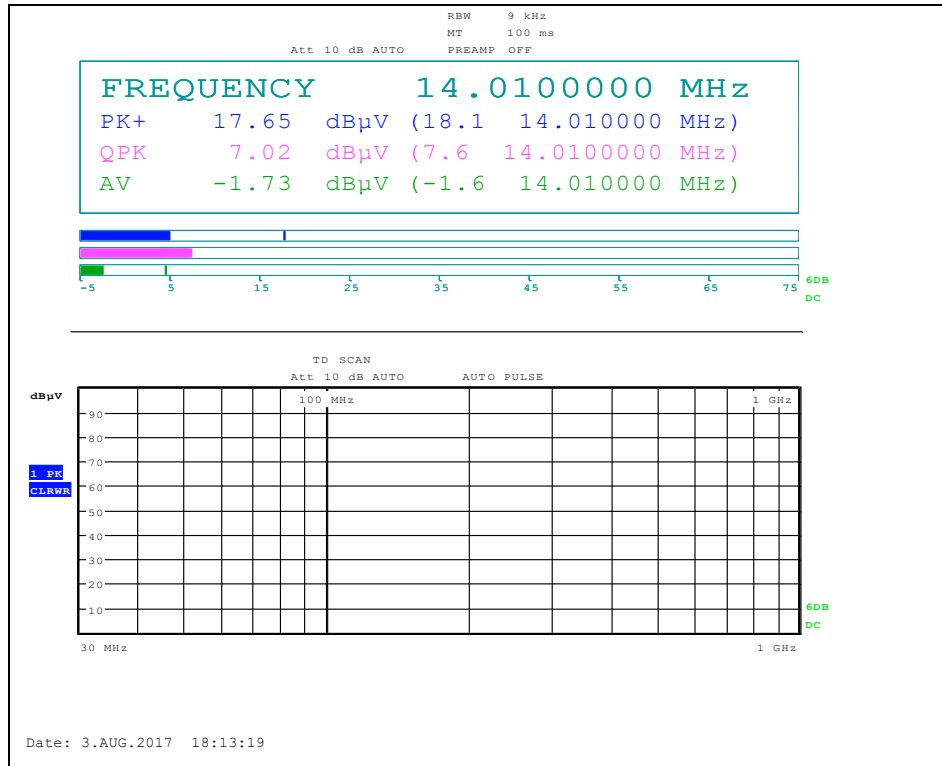 RBW 9 kHz
MT 100 ms
Att 10 dB AUTO PREAMP OFF
FREQUENCY 14.0100000 MHz
PK+ 17.65 dBµV (18.1 14.010000 MHz)
QPK 7.02 dBµV (7.6 14.0100000 MHz)
AV -1.73 dBµV (-1.6 14.010000 MHz)
-5 5 15 25 35 45 55 65 75
6DB
DC
TD SCAN
Att 10 dB AUTO AUTO PULSE
dBµV
100 MHz 1 GHz
90
80
70
1 PK
CLRWR
60
50
40
30
20
10
6DB
DC
30 MHz 1 GHz
Date: 3.AUG.2017 18:13:19